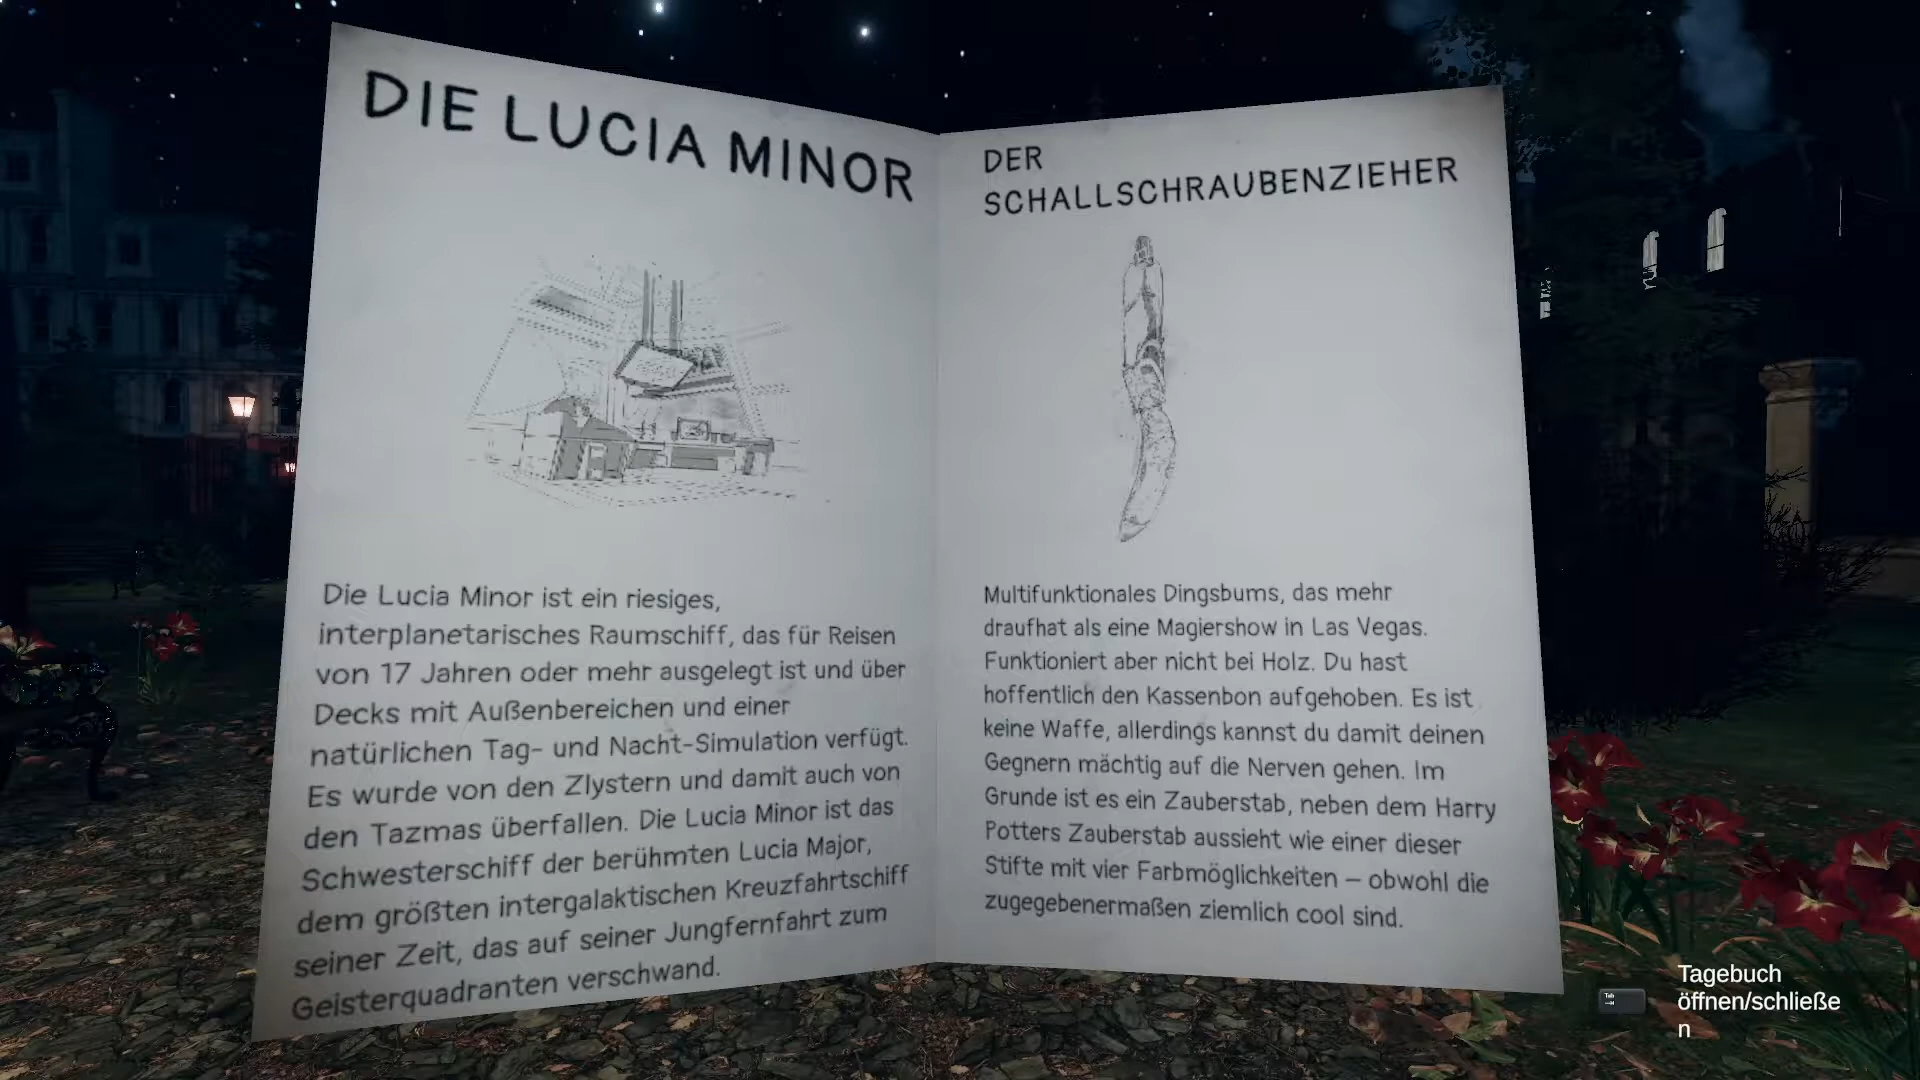 DIE LUCIA MINOR
Die Lucia Minor ist ein riesiges,
interplanetarisches Raumschiff, das für Reisen
von 17 Jahren oder mehr ausgelegt ist und über
Decks mit Außenbereichen und einer
natürlichen Tag- und Nacht-Simulation verfügt.
Es wurde von den Zlystern und damit auch von
den Tazmas überfallen. Die Lucia Minor ist das
Schwesterschiff der berühmten Lucia Major,
dem größten intergalaktischen Kreuzfahrtschiff
seiner Zeit, das auf seiner Jungfernfahrt zum
Geisterquadranten verschwand.
DER
SCHALLSCHRAUBENZIEHER
Multifunktionales Dingsbums, das mehr
draufhat als eine Magiershow in Las Vegas.
Funktioniert aber nicht bei Holz. Du hast
hoffentlich den Kassenbon aufgehoben. Es ist
keine Waffe, allerdings kannst du damit deinen
Gegnern mächtig auf die Nerven gehen. Im
Grunde ist es ein Zauberstab, neben dem Harry
Potters Zauberstab aussieht wie einer dieser
Stifte mit vier Farbmöglichkeiten – obwohl die
zugegebenermaßen ziemlich cool sind.
Tab
Tagebuch
öffnen/schließe
n